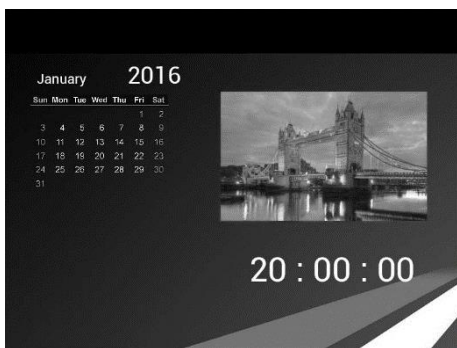 January 2016
Sun Mon Tue Wed Thu Fri Sat
1 2
3 4 5 6 7 8 9
10 11 12 13 14 15 16
17 18 19 20 21 22 23
24 25 26 27 28 29 30
31
20 : 00 : 00